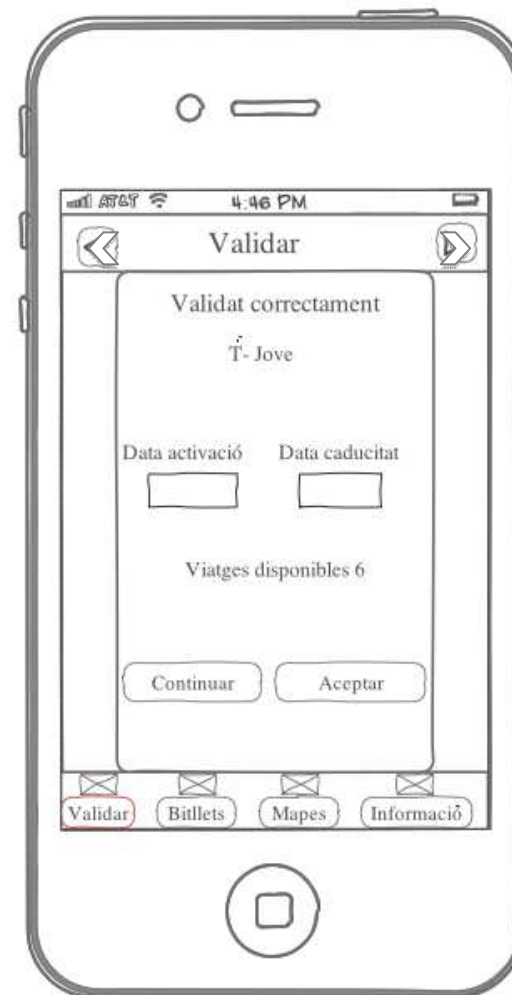 AT&T 4:46 PM
Validar
Validat correctament
T- Jove
Data activació Data caducitat
Viatges disponibles 6
Continuar Aceptar
Validar Bitllets Mapes Informació